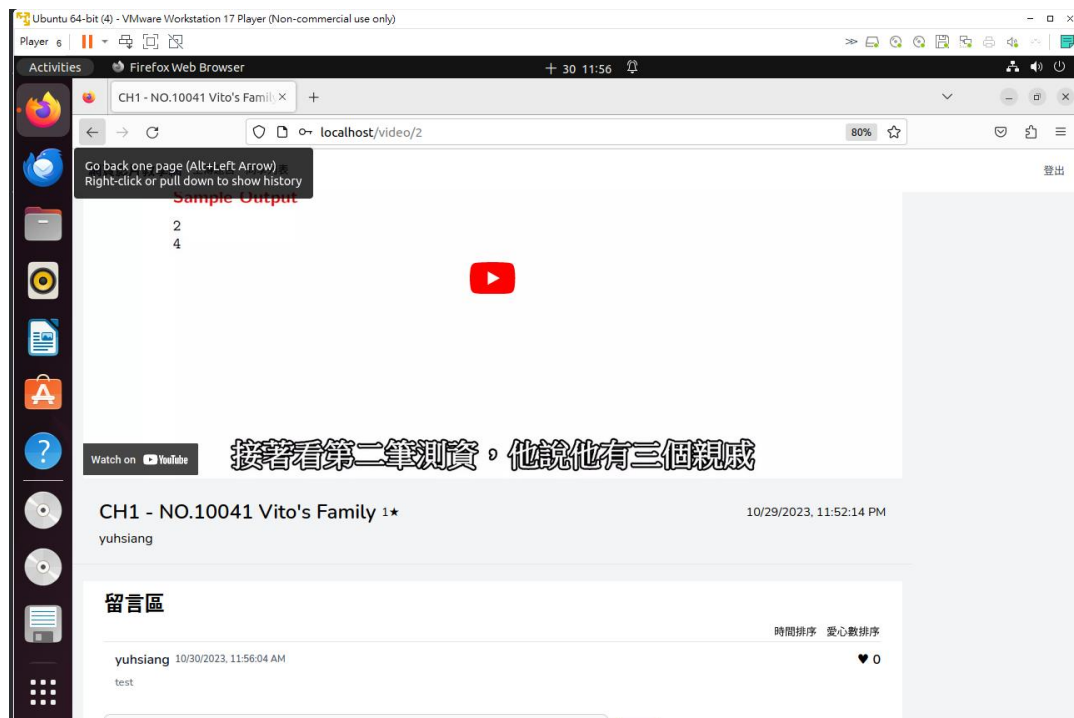 Ubuntu 64-bit (4) - VMware Workstation 17 Player (Non-commercial use only)
Player 6
Activities Firefox Web Browser 十 30 11:56
CH1 - NO.10041 Vito's Famil
localhost/video/2 80%
Go back one page (Alt+Left Arrow)
Right-click or pull down to show history
登出
Sample Output
2
4
接著看第二筆測資，他說他有三個親戚
Watch on YouTube
CH1 - NO.10041 Vito's Family 1★ 10/29/2023, 11:52:14 PM
yuhsiang
留言區
時間排序 愛心數排序
yuhsiang 10/30/2023, 11:56:04 AM ♥ 0
test